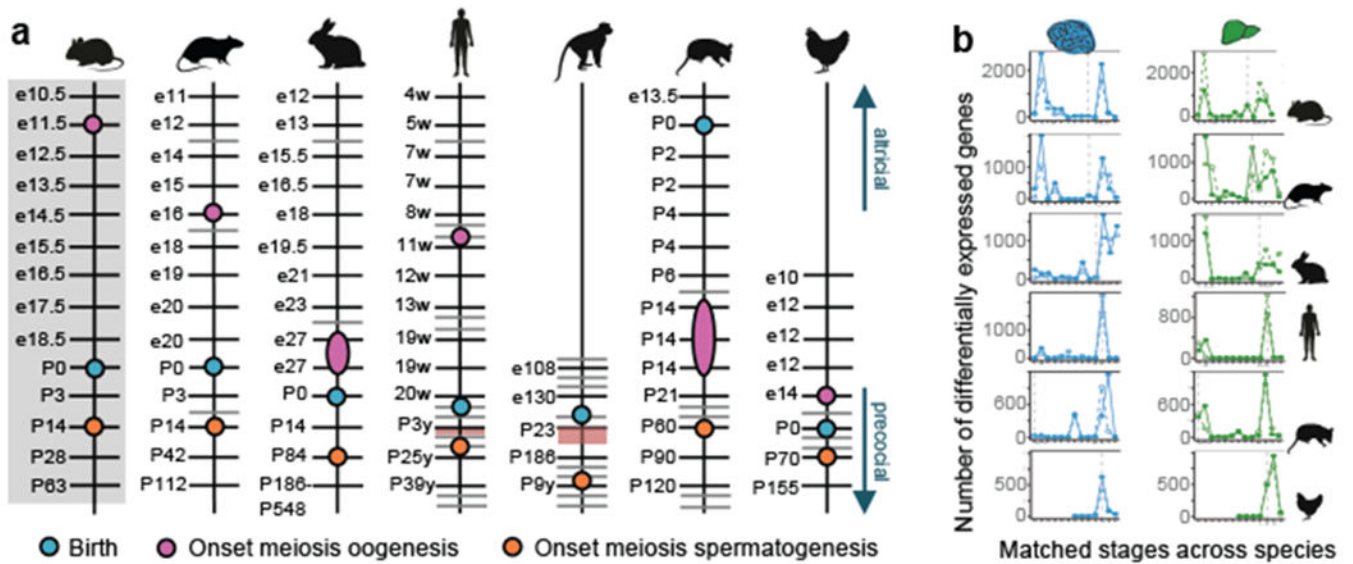 a
e10.5
e11.5
e12.5
e13.5
e14.5
e15.5
e16.5
e17.5
e18.5
P0
P3
P14
P28
P63
e11
e12
e14
e15
e16
e18
e19
e20
e20
P0
P3
P14
P42
P112
e12
e13
e15.5
e16.5
e18
e19.5
e21
e23
e27
e27
P0
P14
P84
P186-
P548
4w
5w
7w
7w
8w
11w
12w
13w
19w
19w
20w
P3y
P25y
P39y
e108
e130
P23
P186
P9y
e13.5
P0
P2
P2
P4
P4
P6
P14
P14
P14
P21
P60
P90
P120
e10
e12
e12
e12
e14
P0
P70
P155
altricial
precocial
Birth
Onset meiosis oogenesis
Onset meiosis spermatogenesis
b
Number of differentially expressed genes
2000
0
2000
0
1000
0
1000
0
1000
0
1000
0
1000
0
800
0
600
0
600
0
500
0
500
0
Matched stages across species